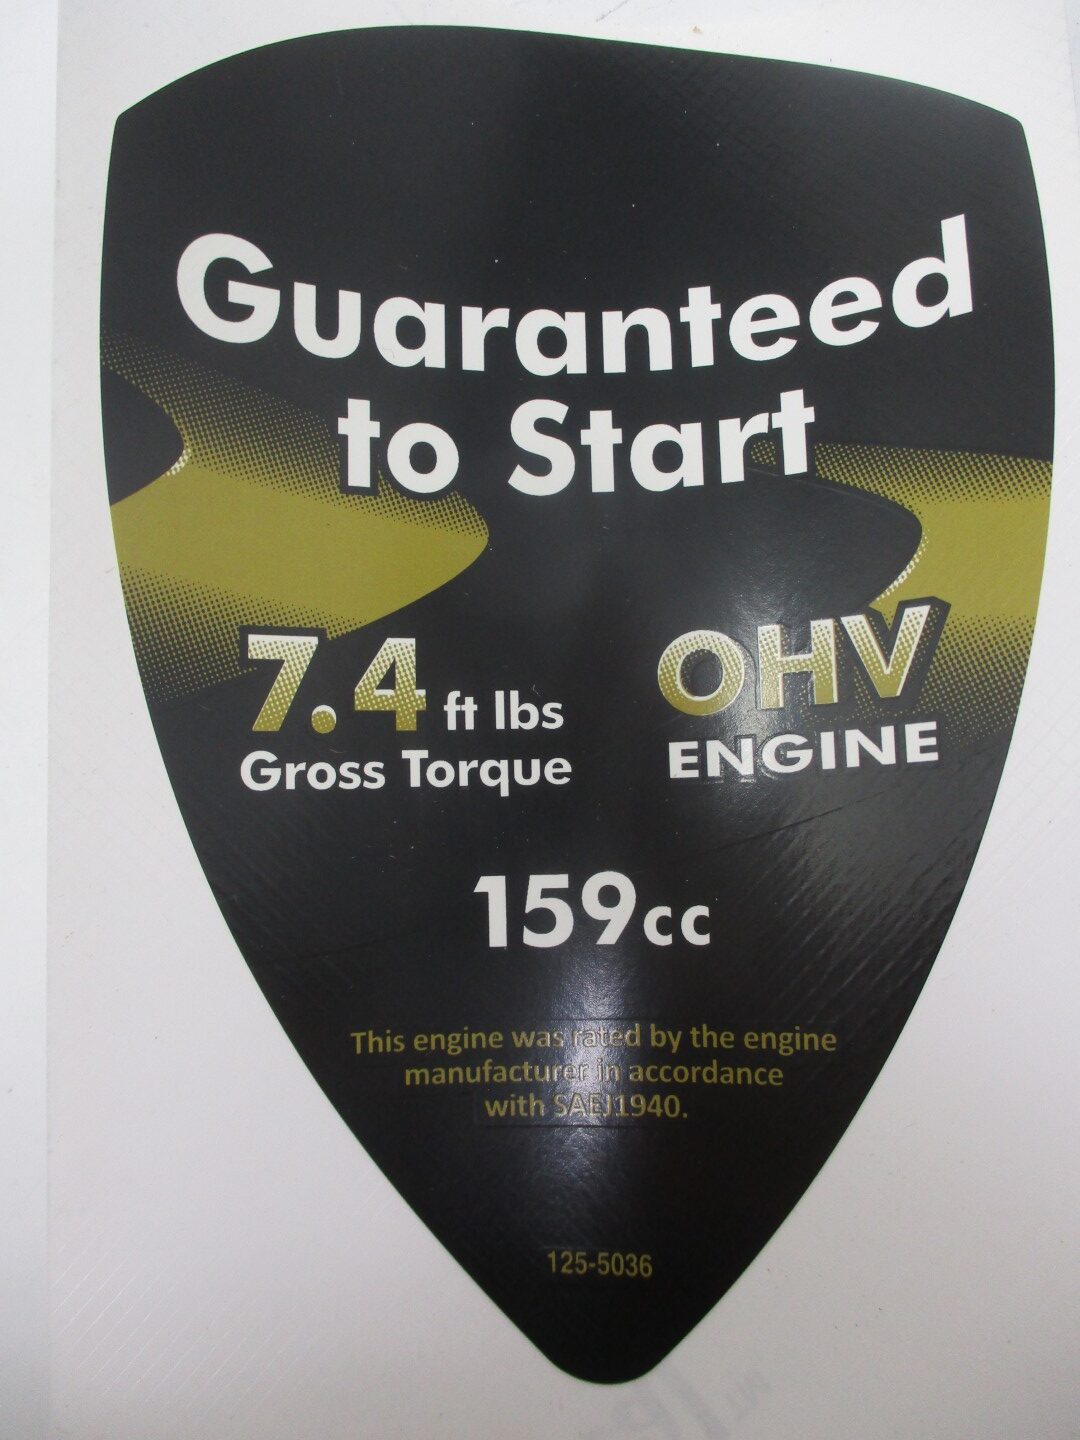 Guaranteed
to Start
7.4 ft lbs
Gross Torque
OHV
ENGINE
159cc
This engine was rated by the engine
manufacturer in accordance
with SAEJ1940.
125-5036